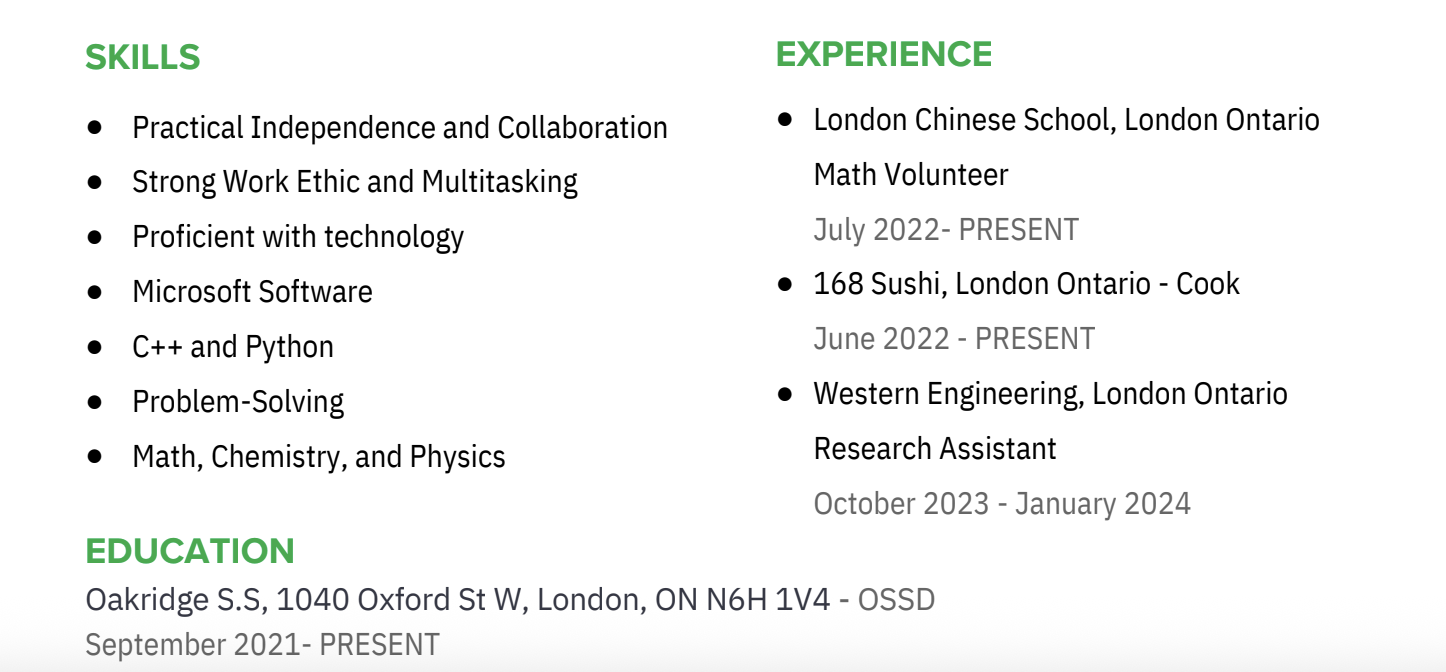 SKILLS
● Practical Independence and Collaboration
● Strong Work Ethic and Multitasking
● Proficient with technology
● Microsoft Software
● C++ and Python
● Problem-Solving
● Math, Chemistry, and Physics
EXPERIENCE
● London Chinese School, London Ontario
Math Volunteer
July 2022- PRESENT
● 168 Sushi, London Ontario - Cook
June 2022 - PRESENT
● Western Engineering, London Ontario
Research Assistant
October 2023 - January 2024
EDUCATION
Oakridge S.S, 1040 Oxford St W, London, ON N6H 1V4 - OSSD
September 2021- PRESENT